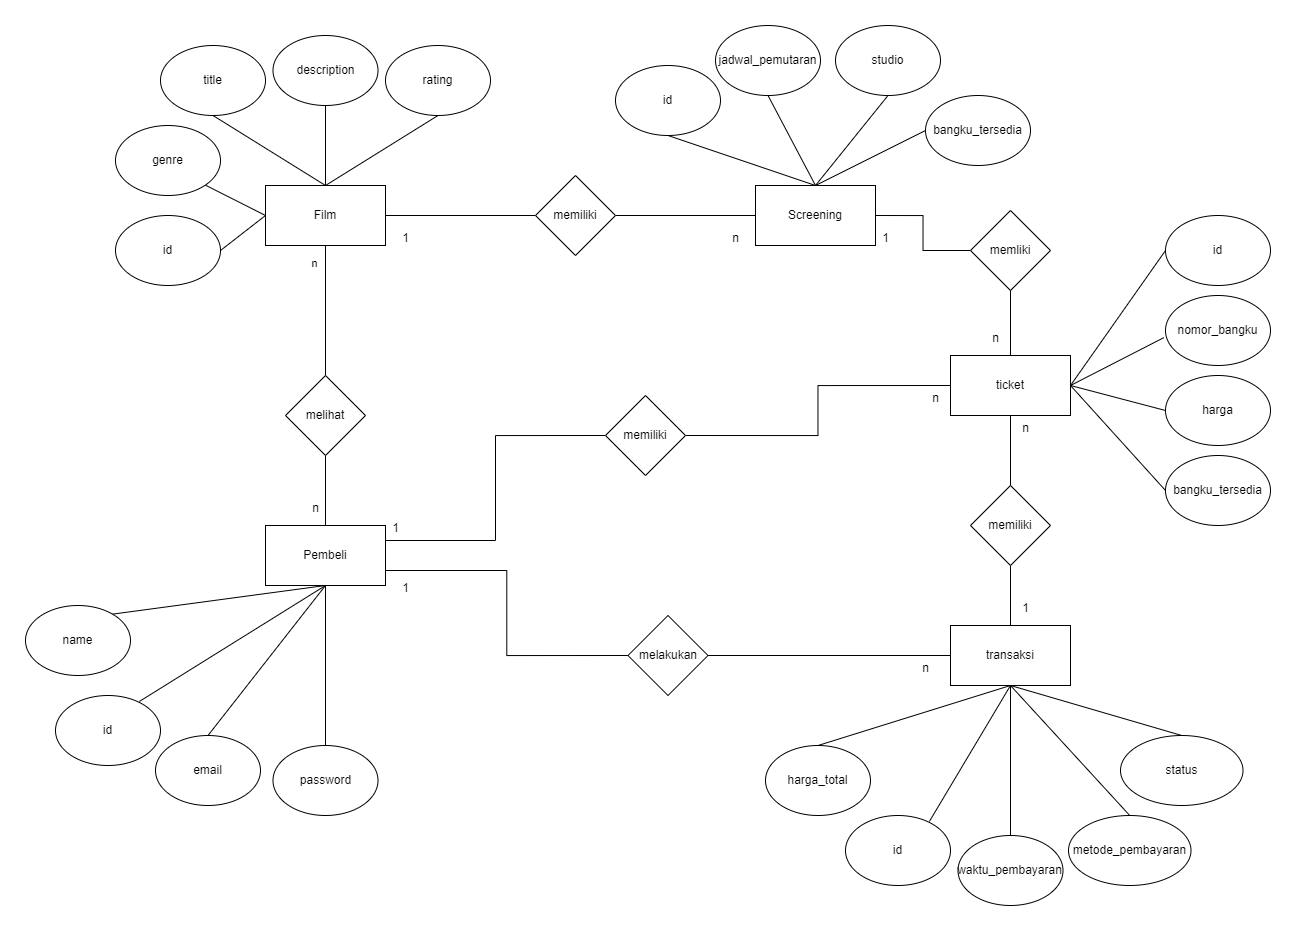 title
description
rating
genre
id
Film
1
memiliki
n
id
jadwal_pemutaran
studio
bangku_tersedia
Screening
1
memliki
n
id
nomor_bangku
harga
bangku_tersedia
ticket
n
n
n
melihat
n
memiliki
memiliki
1
Pembeli
1
1
melakukan
n
transaksi
name
id
email
password
harga_total
id
waktu_pembayaran
metode_pembayaran
status